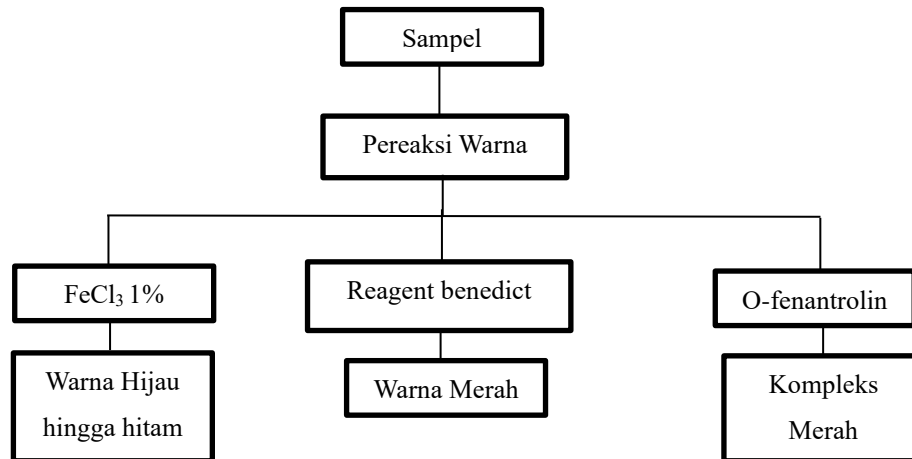 Sampel
Pereaksi Warna
FeCl₃ 1%
Reagent benedict
O-fenantrolin
Warna Hijau
hingga hitam
Warna Merah
Kompleks
Merah